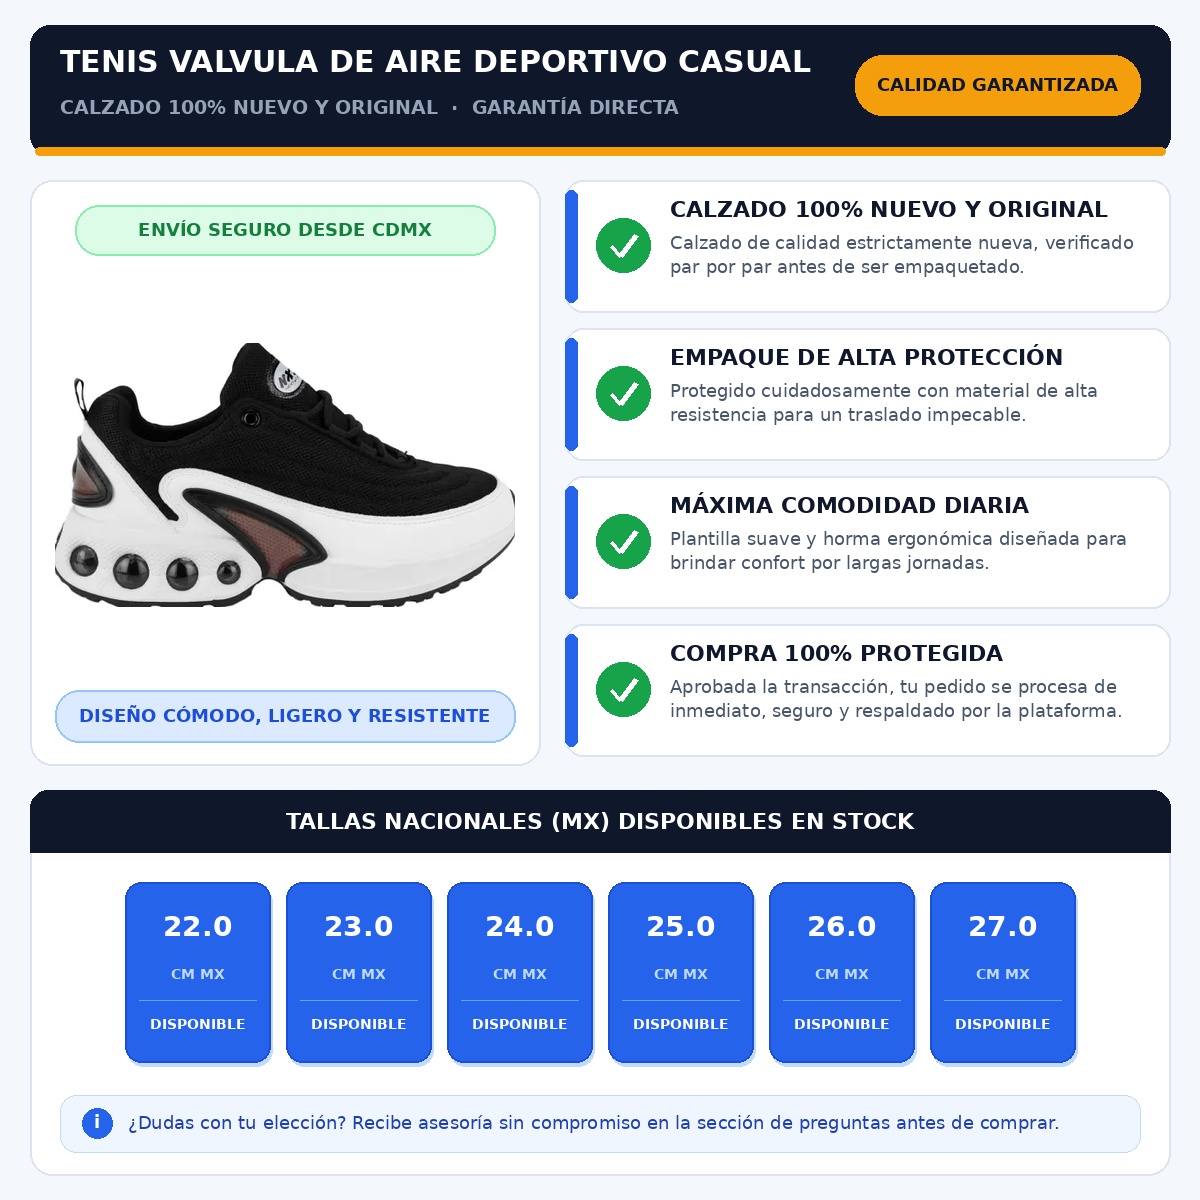 TENIS VALVULA DE AIRE DEPORTIVO CASUAL
CALZADO 100% NUEVO Y ORIGINAL · GARANTÍA DIRECTA
CALIDAD GARANTIZADA
ENVÍO SEGURO DESDE CDMX
DISEÑO CÓMODO, LIGERO Y RESISTENTE
CALZADO 100% NUEVO Y ORIGINAL
Calzado de calidad estrictamente nueva, verificado
par por par antes de ser empaquetado.
EMPAQUE DE ALTA PROTECCIÓN
Protegido cuidadosamente con material de alta
resistencia para un traslado impecable.
MÁXIMA COMODIDAD DIARIA
Plantilla suave y horma ergonómica diseñada para
brindar confort por largas jornadas.
COMPRA 100% PROTEGIDA
Aprobada la transacción, tu pedido se procesa de
inmediato, seguro y respaldado por la plataforma.
TALLAS NACIONALES (MX) DISPONIBLES EN STOCK
22.0 23.0 24.0 25.0 26.0 27.0
CM MX CM MX CM MX CM MX CM MX CM MX
DISPONIBLE DISPONIBLE DISPONIBLE DISPONIBLE DISPONIBLE DISPONIBLE
i ¿Dudas con tu elección? Recibe asesoría sin compromiso en la sección de preguntas antes de comprar.